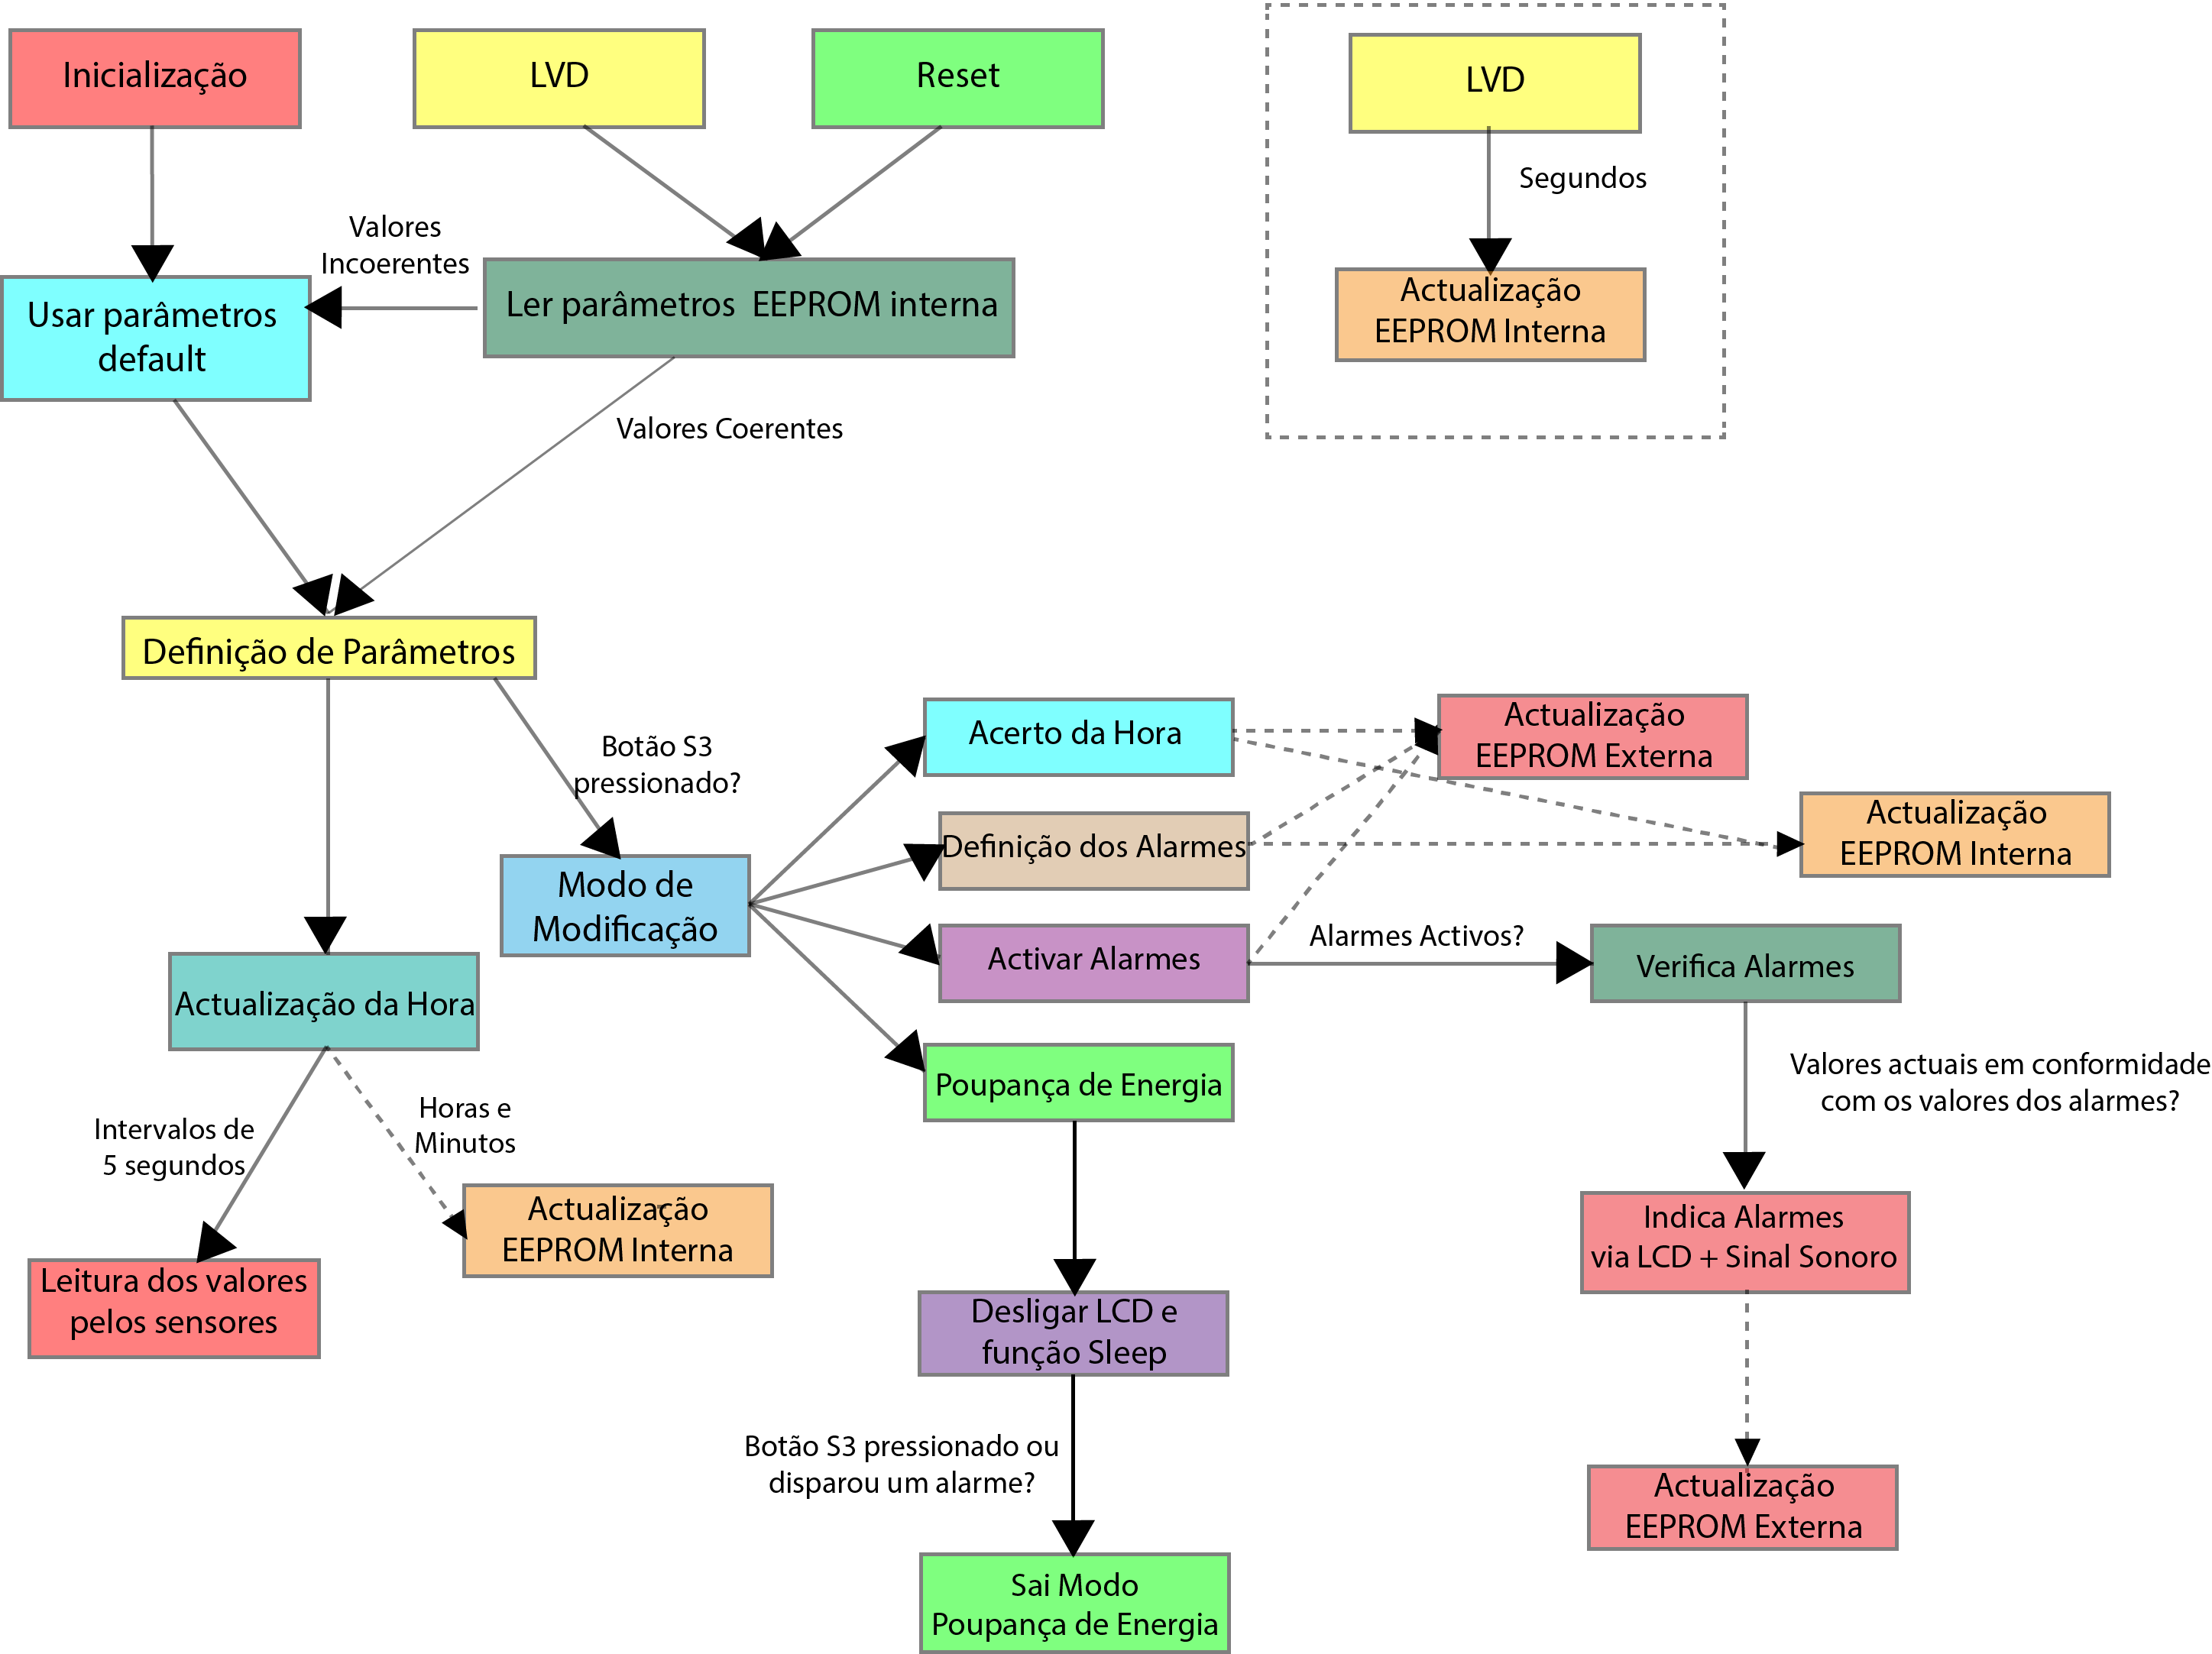 Inicialização
LVD
Reset
LVD
Segundos
Valores
Incoerentes
Actualização
EEPROM Interna
Usar parâmetros
default
Ler parâmetros  EEPROM interna
Valores Coerentes
Definição de Parâmetros
Botão S3
pressionado?
Acerto da Hora
Actualização
EEPROM Externa
Definição dos Alarmes
Actualização
EEPROM Interna
Modo de
Modificação
Activar Alarmes
Alarmes Activos?
Verifica Alarmes
Actualização da Hora
Poupança de Energia
Valores actuais em conformidade
com os valores dos alarmes?
Intervalos de
5 segundos
Horas e
Minutos
Actualização
EEPROM Interna
Indica Alarmes
via LCD + Sinal Sonoro
Leitura dos valores
pelos sensores
Desligar LCD e
função Sleep
Botão S3 pressionado ou
disparou um alarme?
Actualização
EEPROM Externa
Sai Modo
Poupança de Energia